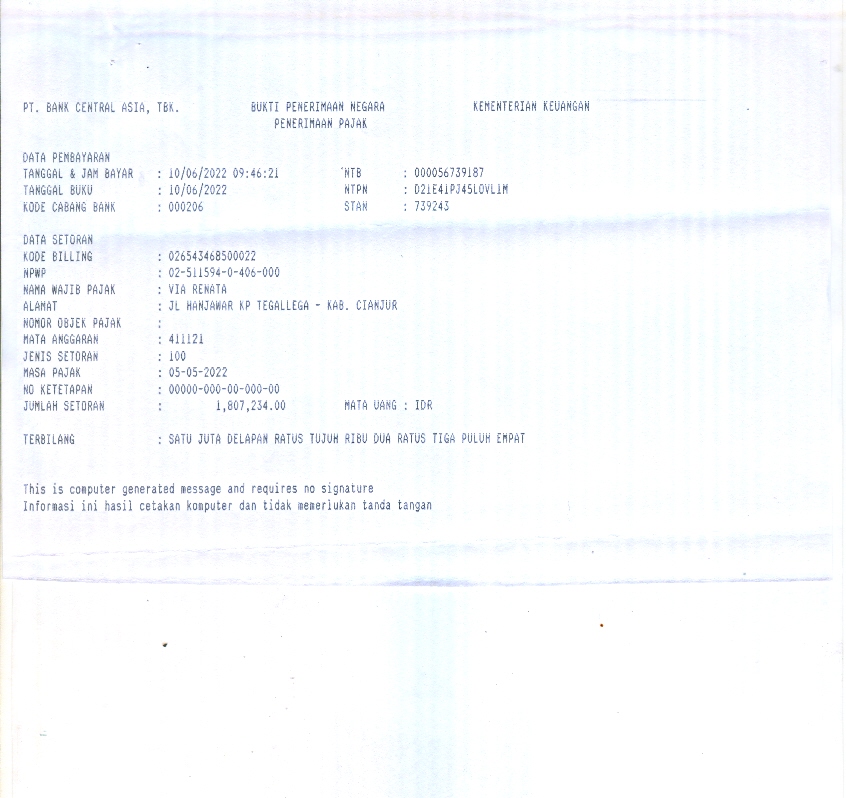 PT. BANK CENTRAL ASIA, TBK. BUKTI PENERIMAAN NEGARA KEMENTERIAN KEUANGAN
PENERIMAAN PAJAK
DATA PEMBAYARAN
TANGGAL & JAM BAYAR : 10/06/2022 09:46:21 NTB : 000056739187
TANGGAL BUKU : 10/06/2022 NTPN : D21E41PJ45LOVL1M
KODE CABANG BANK : 000206 STAN : 739243
DATA SETORAN
KODE BILLING : 026543468500022
NPWP : 02-511594-0-406-000
NAMA WAJIB PAJAK : VIA RENATA
ALAMAT : JL HANJAWAR KP TEGALLEGA - KAB. CIANJUR
NOMOR OBJEK PAJAK :
MATA ANGGARAN : 411121
JENIS SETORAN : 100
MASA PAJAK : 05-05-2022
NO KETETAPAN : 00000-000-00-000-00
JUMLAH SETORAN : 1,807,234.00 MATA UANG : IDR
TERBILANG : SATU JUTA DELAPAN RATUS TUJUH RIBU DUA RATUS TIGA PULUH EMPAT
This is computer generated message and requires no signature
Informasi ini hasil cetakan komputer dan tidak memerlukan tanda tangan